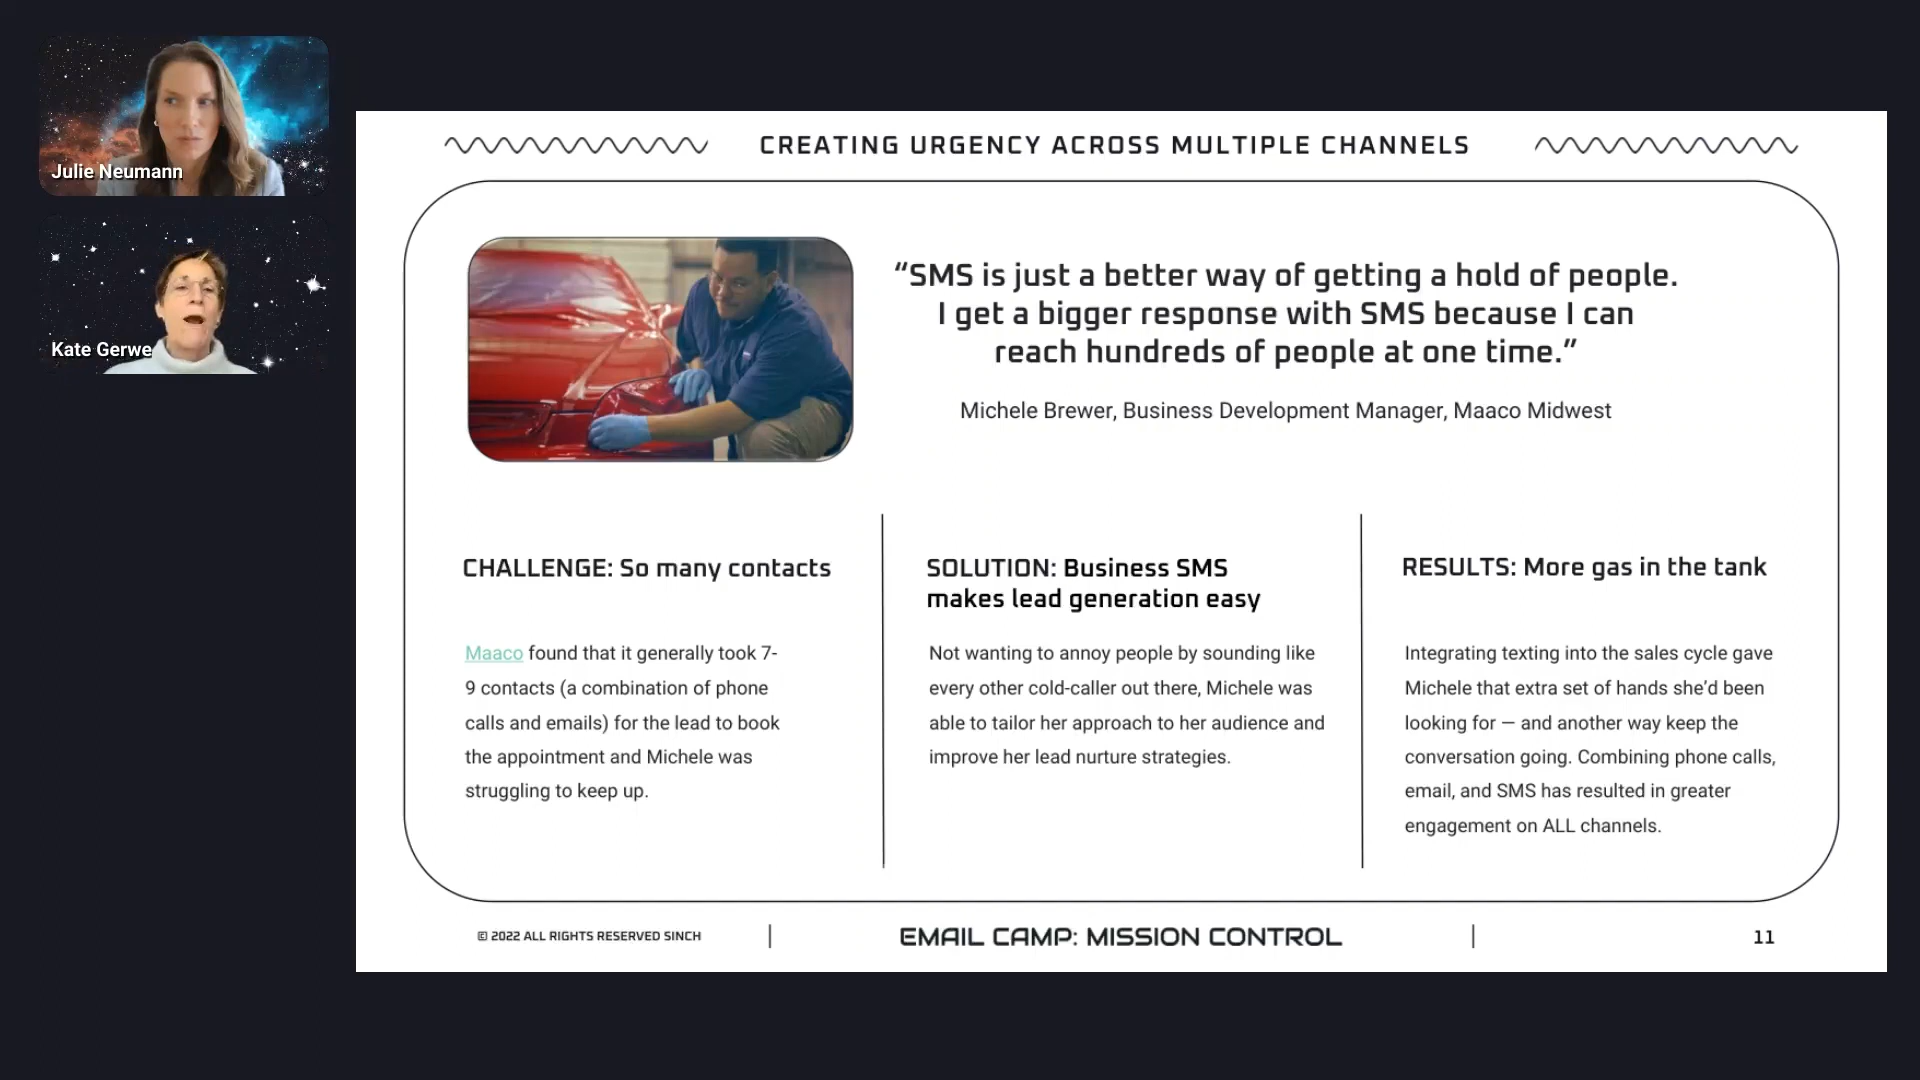 Julie Neumann
Kate Gerwe
CREATING URGENCY ACROSS MULTIPLE CHANNELS
“SMS is just a better way of getting a hold of people.
I get a bigger response with SMS because I can
reach hundreds of people at one time.”
Michele Brewer, Business Development Manager, Maaco Midwest
CHALLENGE: So many contacts
Maaco found that it generally took 7-
9 contacts (a combination of phone
calls and emails) for the lead to book
the appointment and Michele was
struggling to keep up.
SOLUTION: Business SMS
makes lead generation easy
Not wanting to annoy people by sounding like
every other cold-caller out there, Michele was
able to tailor her approach to her audience and
improve her lead nurture strategies.
RESULTS: More gas in the tank
Integrating texting into the sales cycle gave
Michele that extra set of hands she’d been
looking for — and another way keep the
conversation going. Combining phone calls,
email, and SMS has resulted in greater
engagement on ALL channels.
© 2022 ALL RIGHTS RESERVED SINCH
EMAIL CAMP: MISSION CONTROL
11